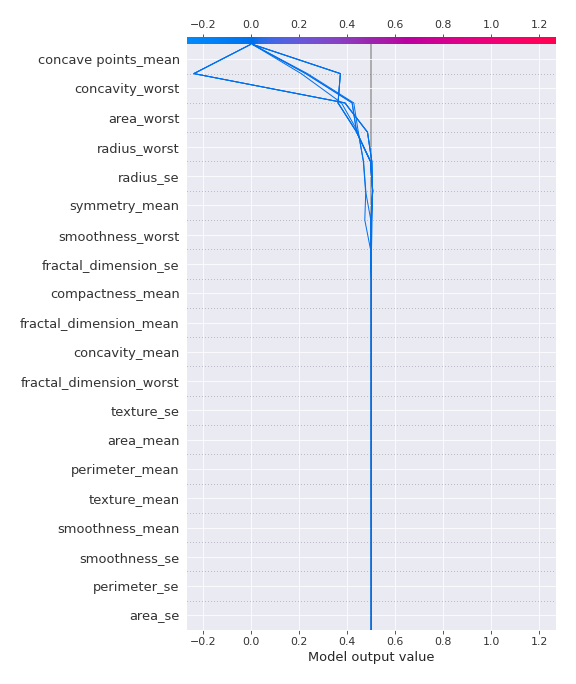 −0.2 0.0 0.2 0.4 0.6 0.8 1.0 1.2
concave points_mean
concavity_worst
area_worst
radius_worst
radius_se
symmetry_mean
smoothness_worst
fractal_dimension_se
compactness_mean
fractal_dimension_mean
concavity_mean
fractal_dimension_worst
texture_se
area_mean
perimeter_mean
texture_mean
smoothness_mean
smoothness_se
perimeter_se
area_se
−0.2 0.0 0.2 0.4 0.6 0.8 1.0 1.2
Model output value